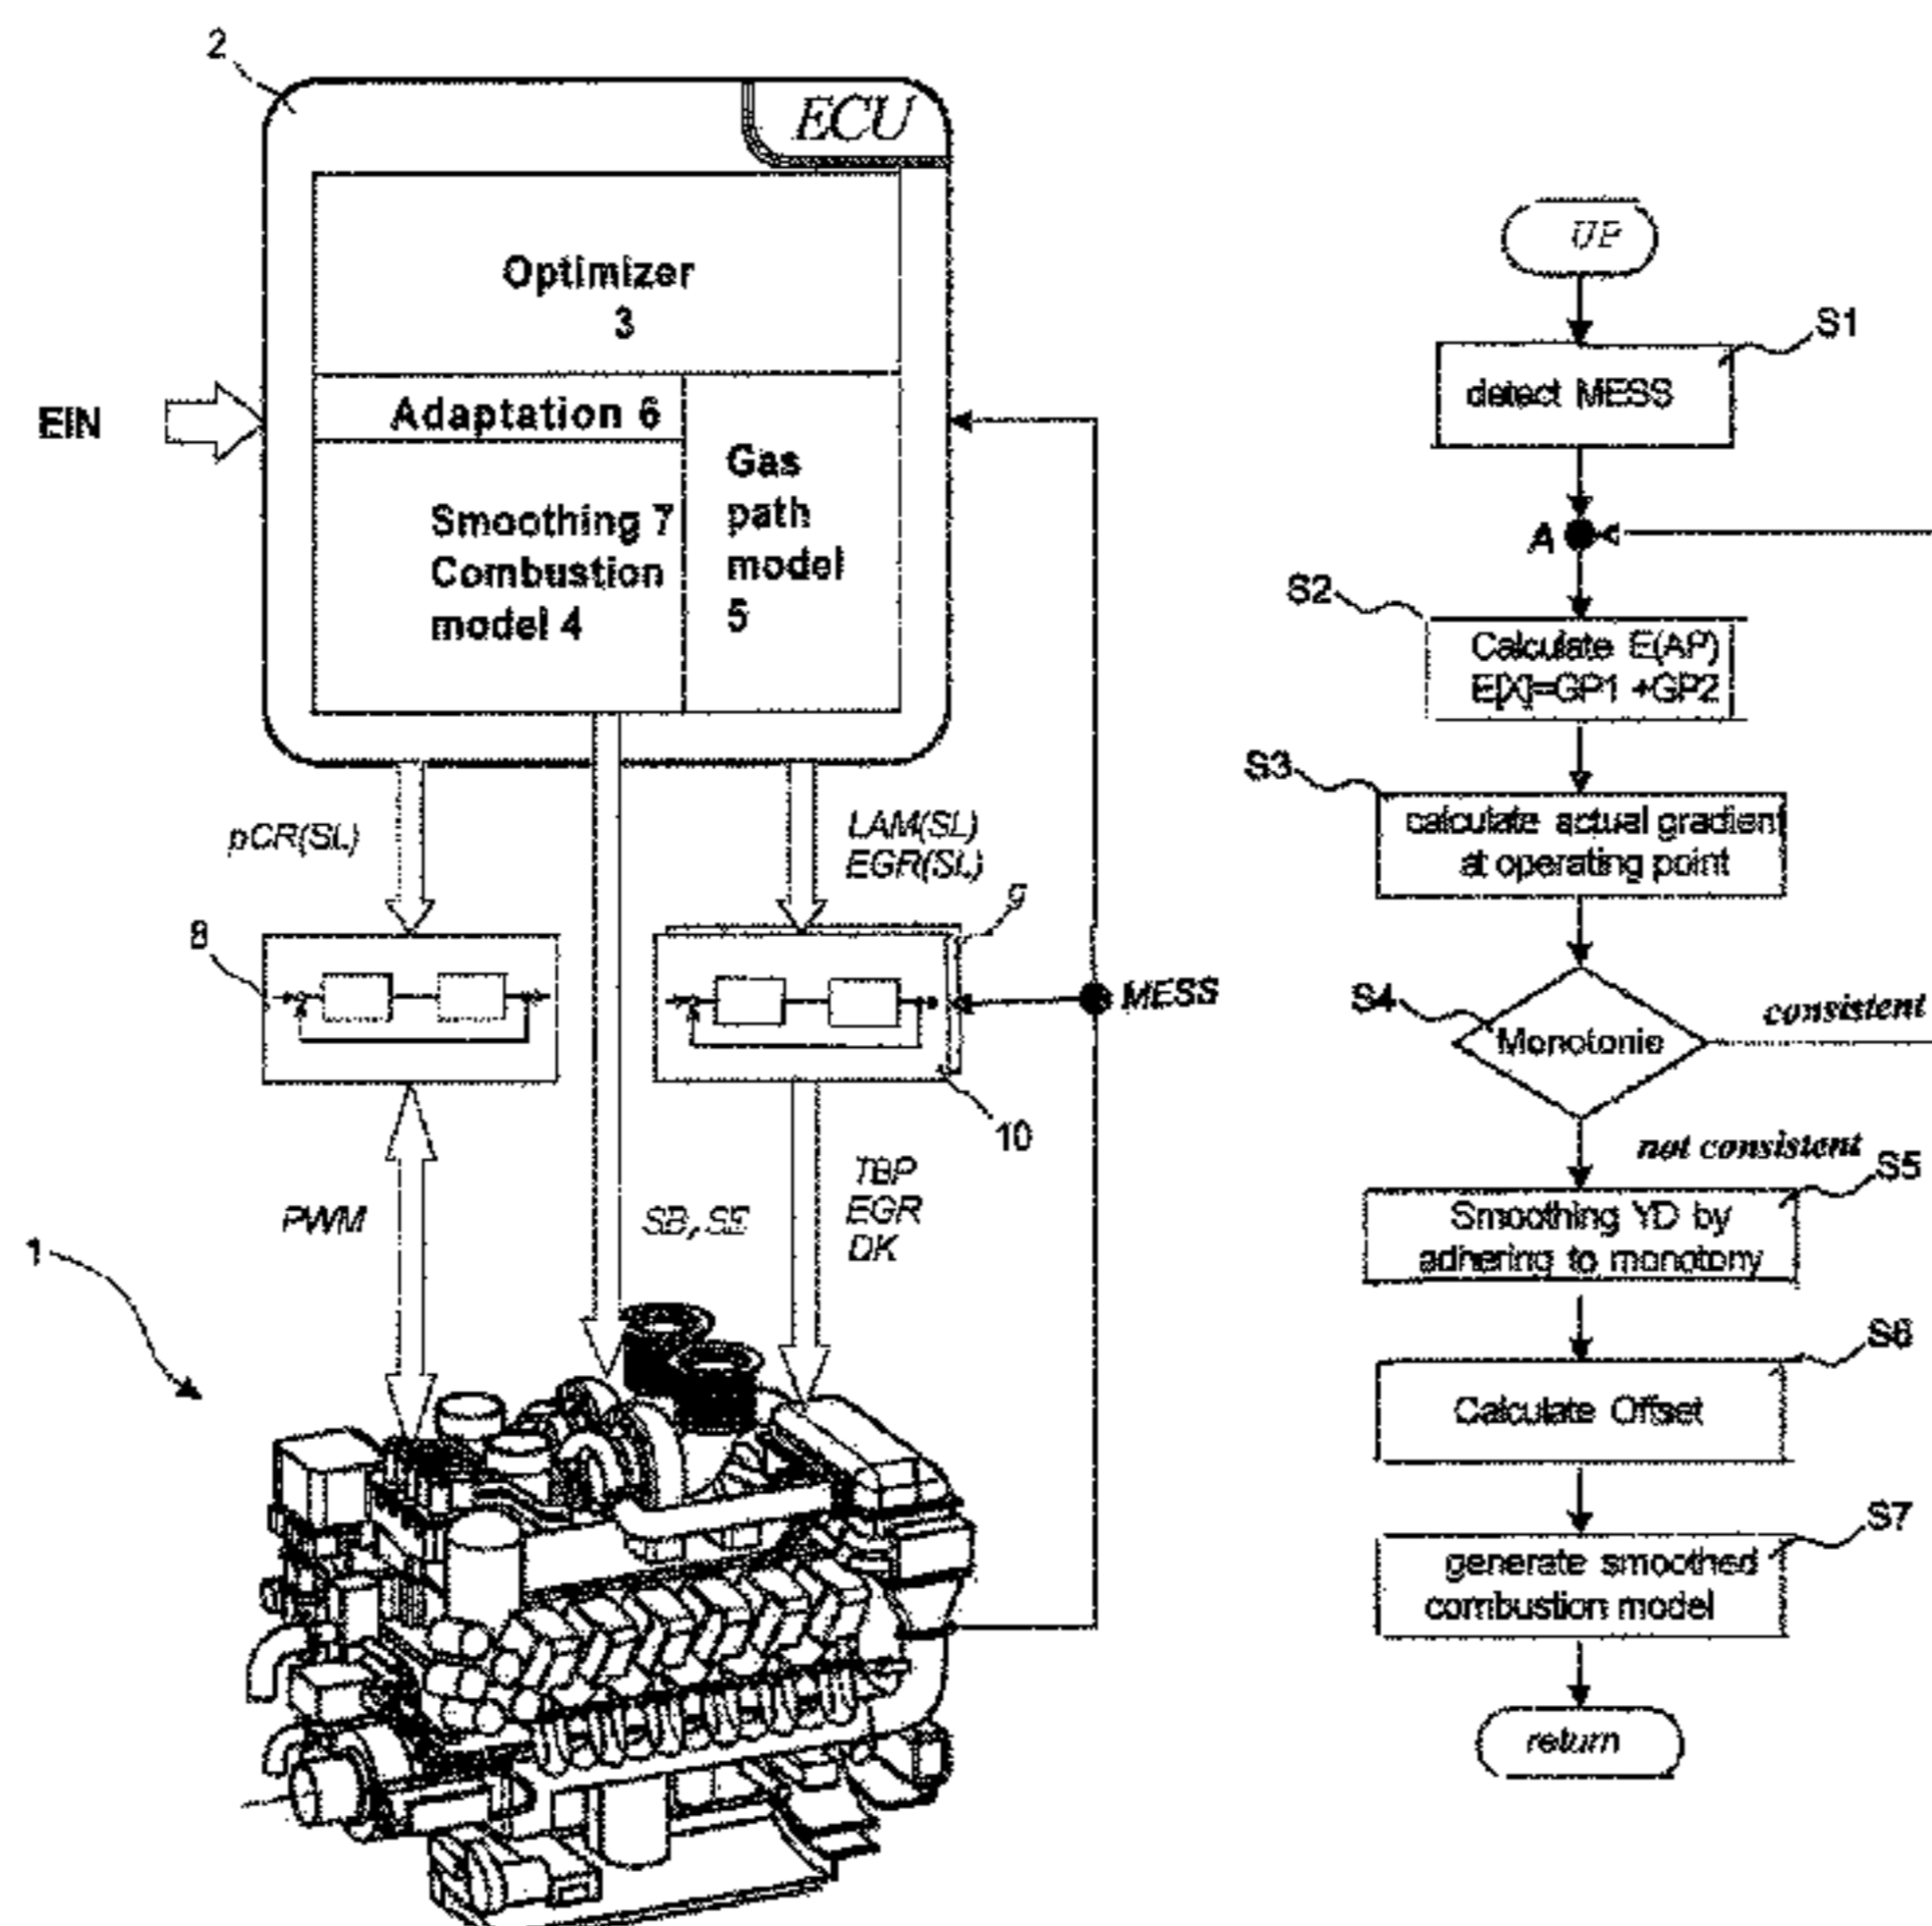 2
ECU
Optimizer
3
EIN
Adaptation 6
Smoothing 7
Combustion
model 4
Gas
path
model
5
pCR(SL)
LAM(SL)
EGR(SL)
8
g
MESS
10
PWM
SB, SE
TBP
EGR
DK
1
UP
S1
detect MESS
A
S2
Calculate E(AP)
E[X]=GP1 +GP2
S3
calculate actual gradient
at operating point
S4
Monotonie
consistent
not consistent
S5
Smoothing YD by
adhering to monotony
S6
Calculate Offset
S7
generate smoothed
combustion model
return